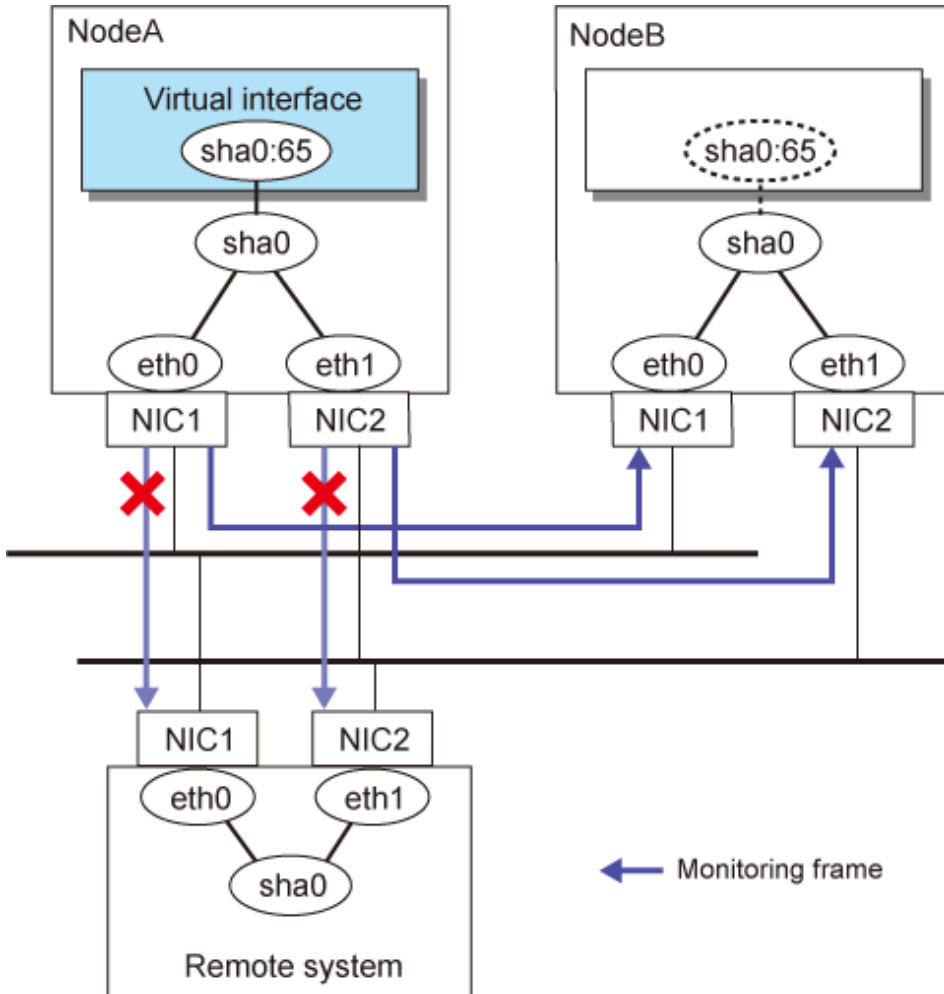 NodeA
Virtual interface
sha0:65
sha0
eth0
eth1
NIC1
NIC2
NodeB
sha0:65
sha0
eth0
eth1
NIC1
NIC2
NIC1
NIC2
eth0
eth1
sha0
Remote system
Monitoring frame